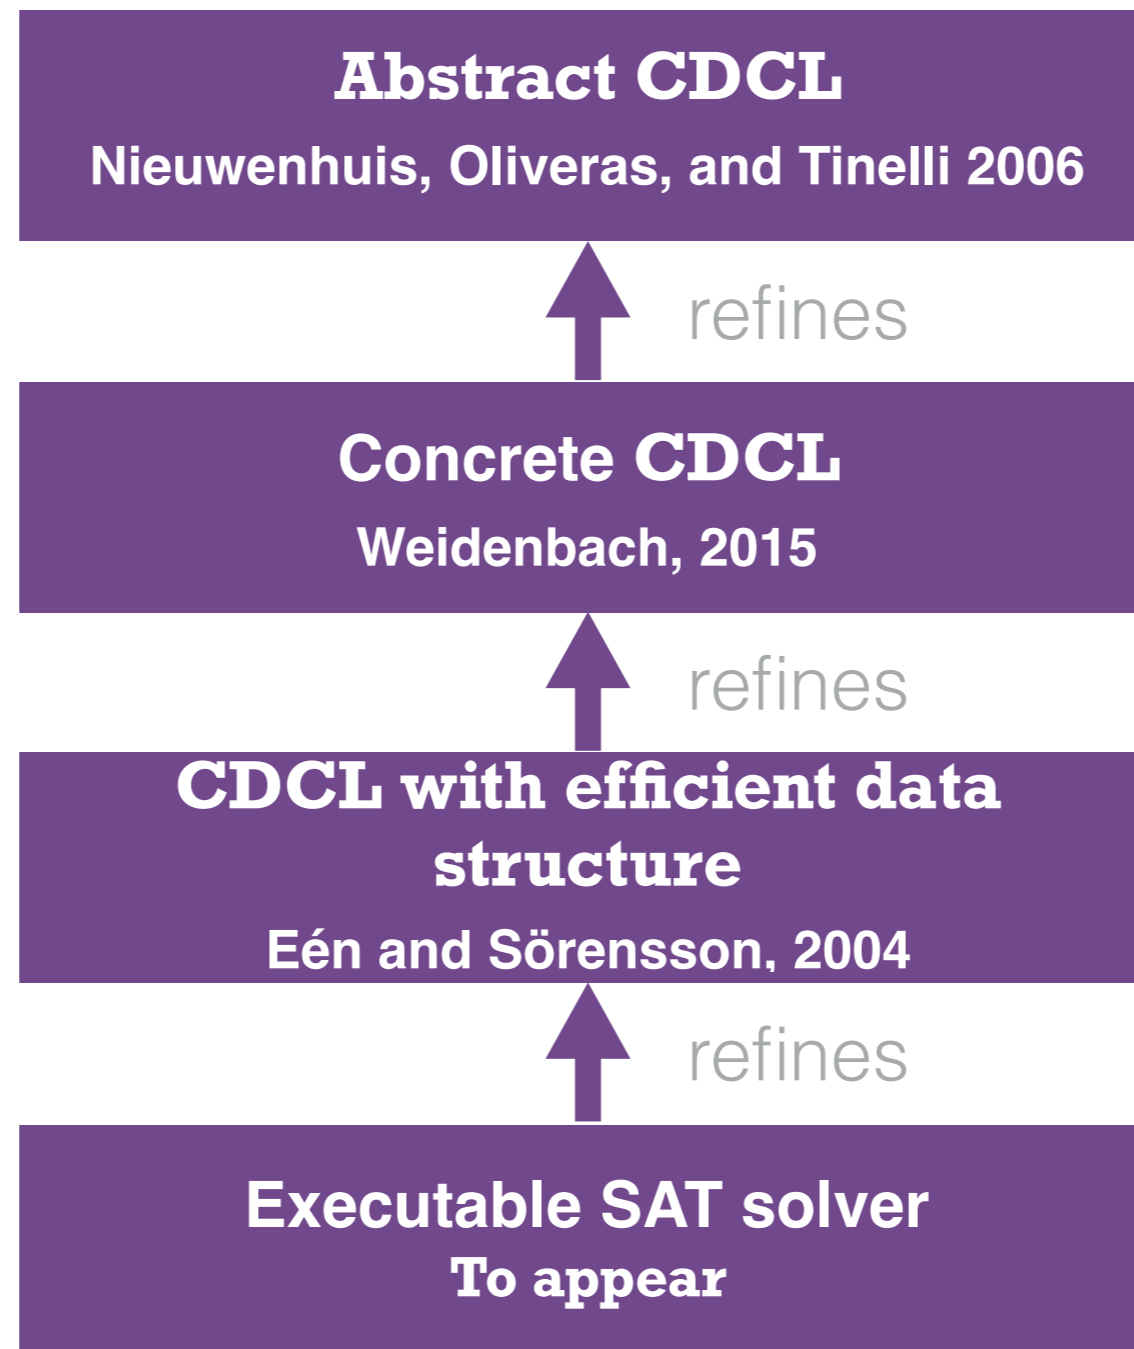 Abstract CDCL
Nieuwenhuis, Oliveras, and Tinelli 2006
refines
Concrete CDCL
Weidenbach, 2015
refines
CDCL with efficient data
structure
Eén and Sörensson, 2004
refines
Executable SAT solver
To appear